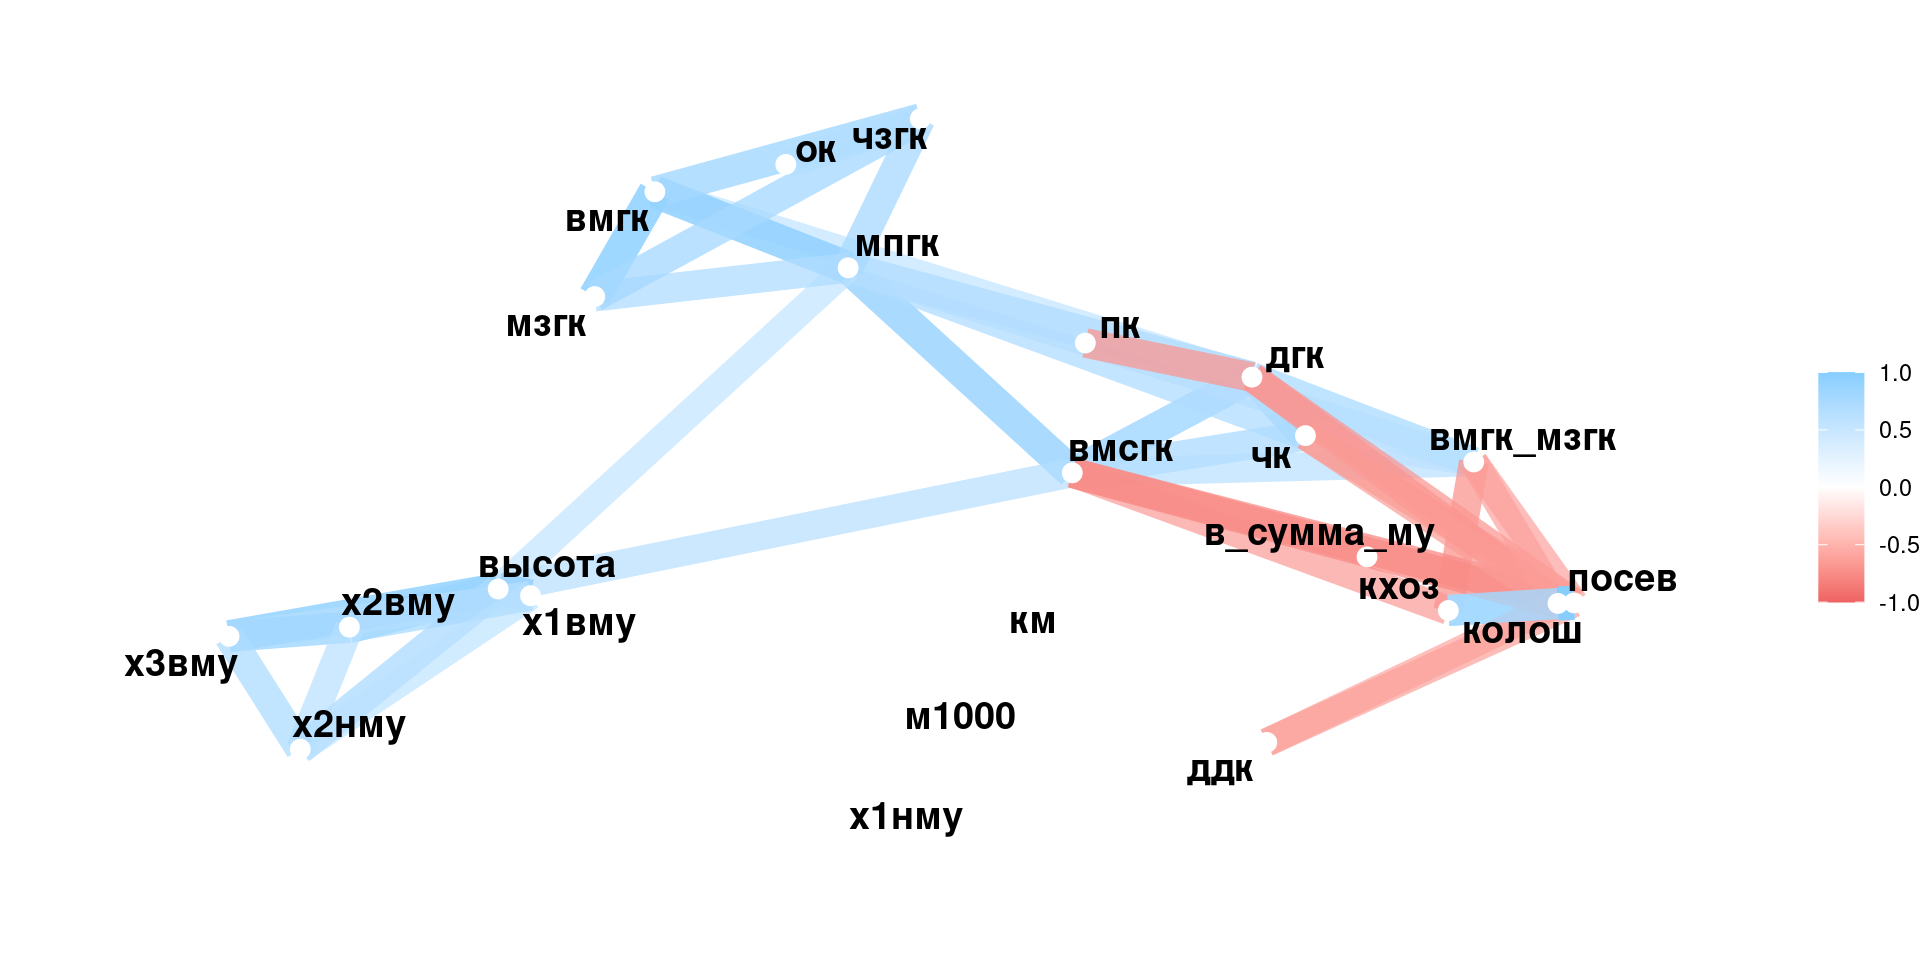 чзгк
ок
вмгк
мпгк
мзгк
пк
дгк
вмгк_мзгк
вмсгк
чк
в_сумма_му
высота
х2вму
х1вму
х3вму
х2нму
кхоз
посев
колош
км
м1000
ддк
х1нму
1.0
0.5
0.0
-0.5
-1.0